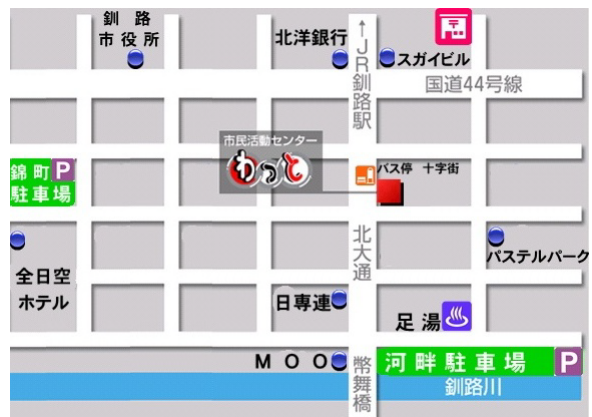 釧 路
市役所
北洋銀行
↑JR釧路駅
スガイビル
国道44号線
市民活動センター
わっと
錦町P
駐車場
バス停 十字街
北大通
パステルパーク
全日空
ホテル
日専連
足湯
MOO
幣舞橋
河畔駐車場 P
釧路川